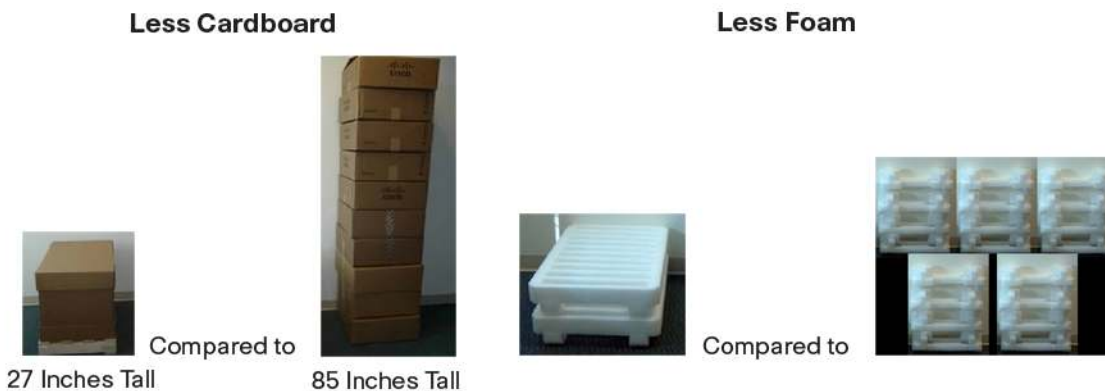 Less Cardboard
Less Foam
Compared to
Compared to
27 Inches Tall
85 Inches Tall